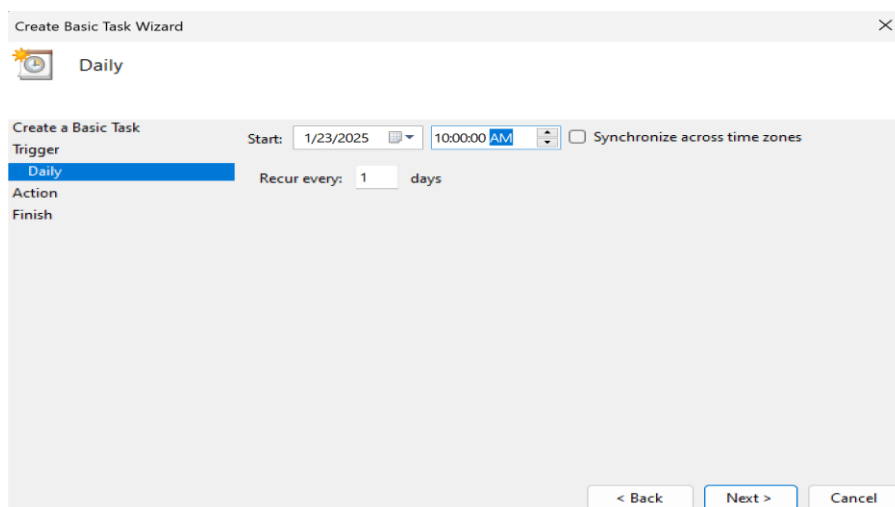 Create Basic Task Wizard
Daily
Create a Basic Task
Trigger
Daily
Action
Finish
Start: 1/23/2025 10:00:00 AM Synchronize across time zones
Recur every: 1 days
< Back Next > Cancel